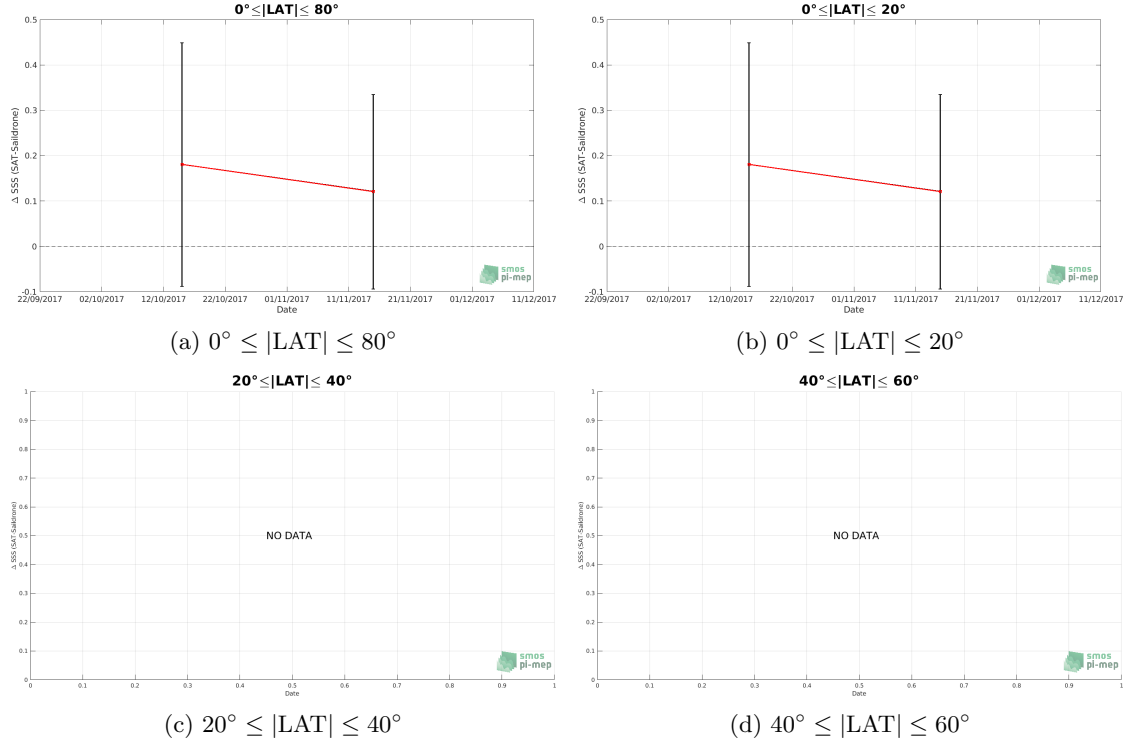 0°≤|LAT|≤ 80°
0.5
0.4
0.3
0.2
0.1
0
-0.1
Δ SSS (SAT-Saildrone)
22/09/2017 02/10/2017 12/10/2017 22/10/2017 01/11/2017 11/11/2017 21/11/2017 01/12/2017 11/12/2017
Date
smos
pi-mep
(a) 0° ≤ |LAT| ≤ 80°
0°≤|LAT|≤ 20°
0.5
0.4
0.3
0.2
0.1
0
-0.1
Δ SSS (SAT-Saildrone)
22/09/2017 02/10/2017 12/10/2017 22/10/2017 01/11/2017 11/11/2017 21/11/2017 01/12/2017 11/12/2017
Date
smos
pi-mep
(b) 0° ≤ |LAT| ≤ 20°
20°≤|LAT|≤ 40°
1
0.9
0.8
0.7
0.6
0.5
0.4
0.3
0.2
0.1
0
Δ SSS (SAT-Saildrone)
NO DATA
0 0.1 0.2 0.3 0.4 0.5 0.6 0.7 0.8 0.9 1
Date
smos
pi-mep
(c) 20° ≤ |LAT| ≤ 40°
40°≤|LAT|≤ 60°
1
0.9
0.8
0.7
0.6
0.5
0.4
0.3
0.2
0.1
0
Δ SSS (SAT-Saildrone)
NO DATA
0 0.1 0.2 0.3 0.4 0.5 0.6 0.7 0.8 0.9 1
Date
smos
pi-mep
(d) 40° ≤ |LAT| ≤ 60°